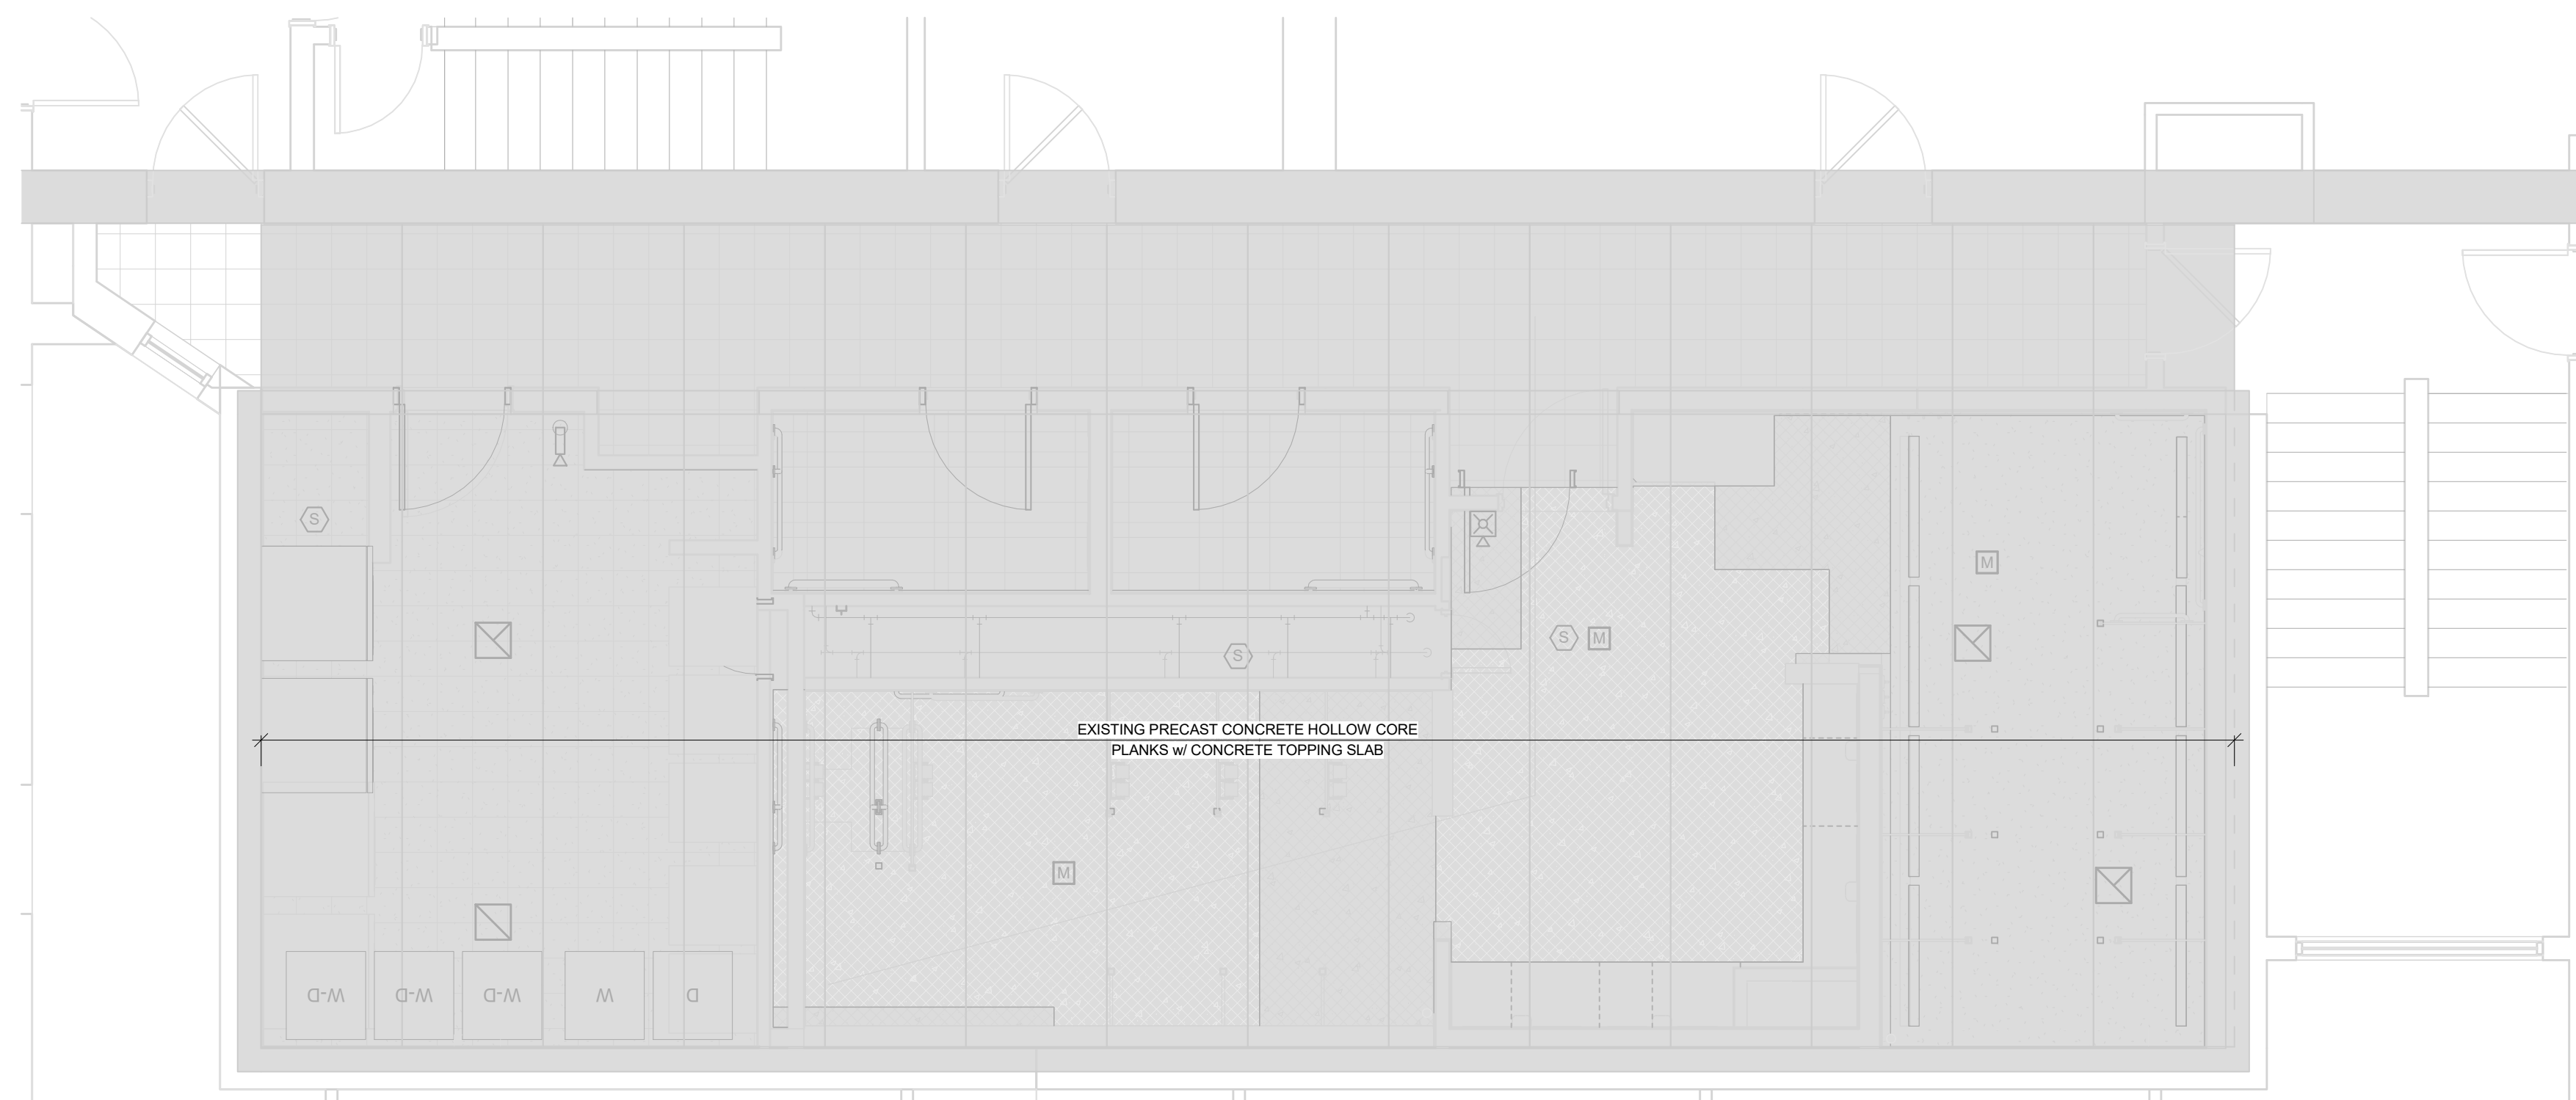 S
M
S
M
S
EXISTING PRECAST CONCRETE HOLLOW CORE
PLANKS w/ CONCRETE TOPPING SLAB
M
W-D
W-D
W-D
W
D